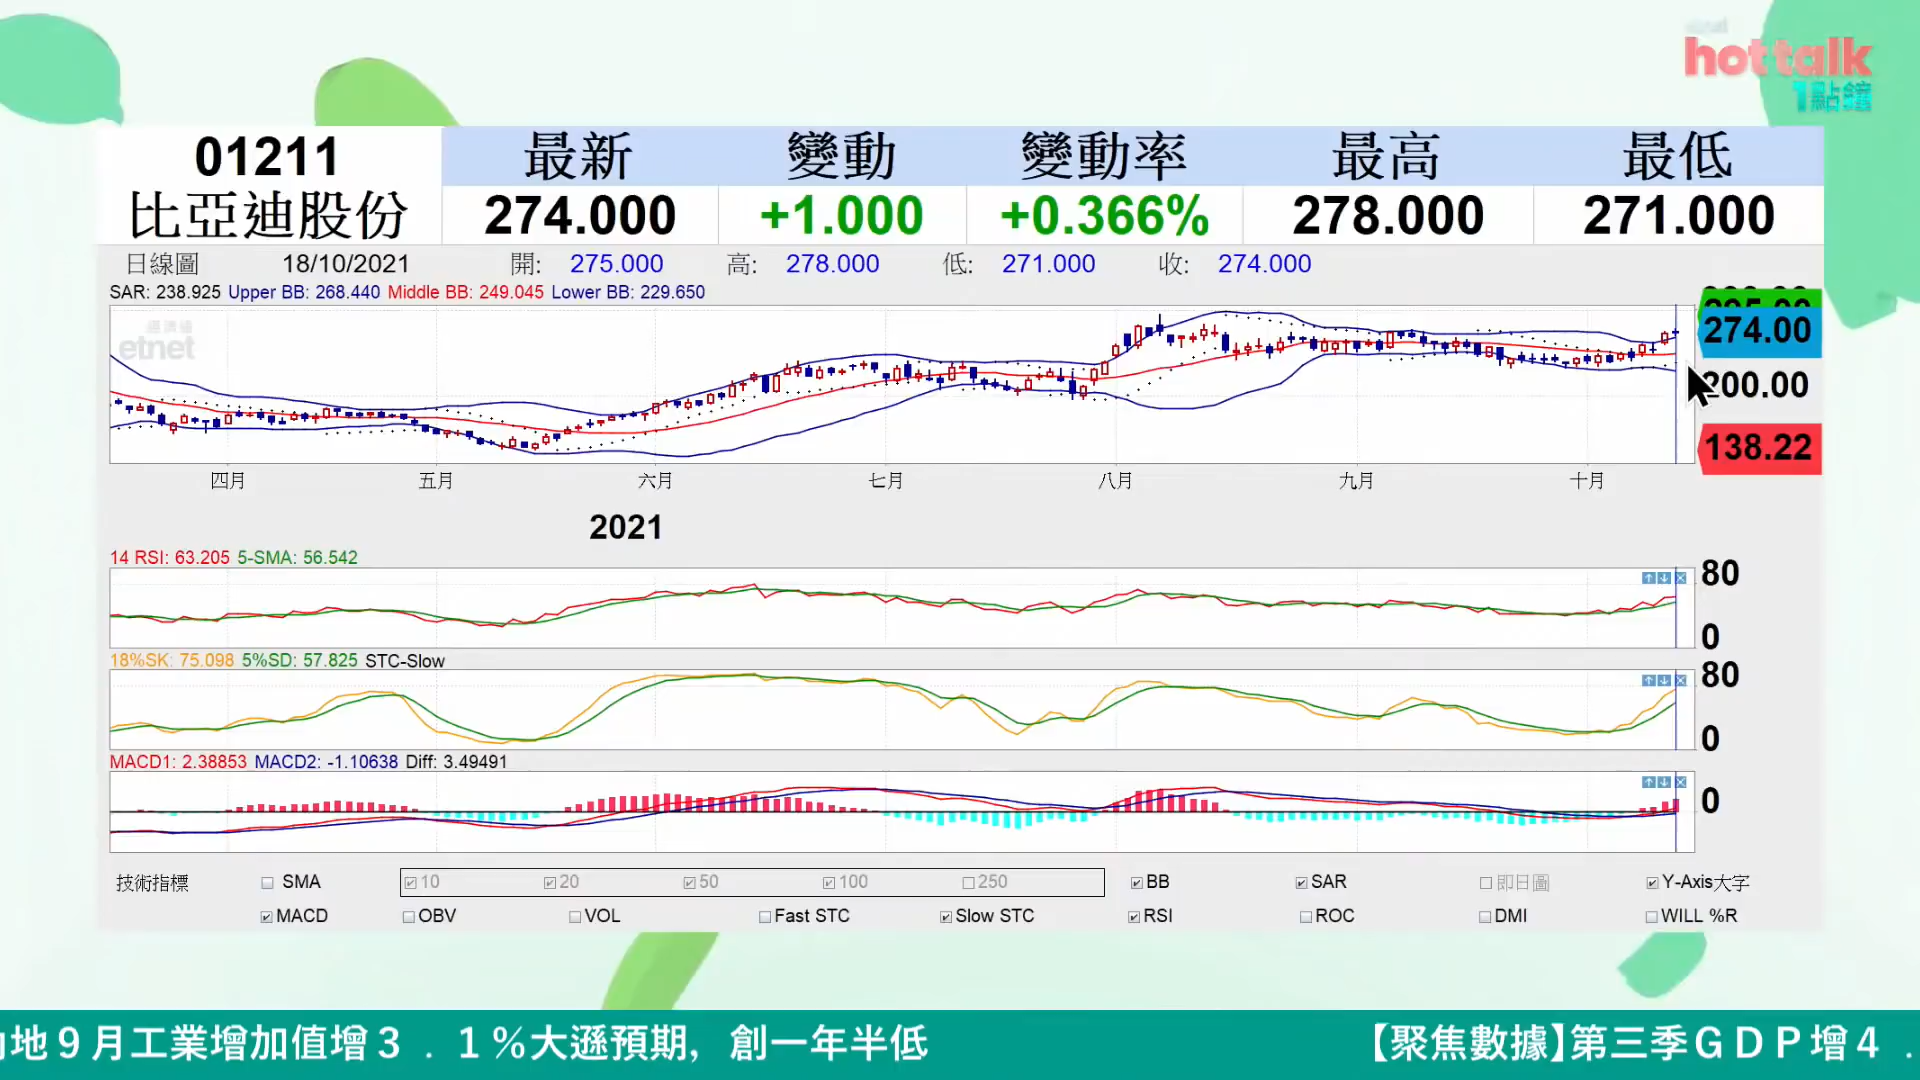 hottalk
1點鐘
01211
比亞迪股份
最新 變動 變動率 最高 最低
274.000 +1.000 +0.366% 278.000 271.000
日線圖 18/10/2021 開: 275.000 高: 278.000 低: 271.000 收: 274.000
SAR: 238.925 Upper BB: 268.440 Middle BB: 249.045 Lower BB: 229.650
經濟通
etnet
274.00
200.00
138.22
四月 五月 六月 七月 八月 九月 十月
2021
14 RSI: 63.205 5-SMA: 56.542
80
0
18%SK: 75.098 5%SD: 57.825 STC-Slow
80
0
MACD1: 2.38853 MACD2: -1.10638 Diff: 3.49491
0
技術指標 SMA 10 20 50 100 250 BB SAR 即日圖 Y-Axis大字
MACD OBV VOL Fast STC Slow STC RSI ROC DMI WILL %R
地9月工業增加值增3．1%大遜預期，創一年半低 【聚焦數據】第三季GDP增4．